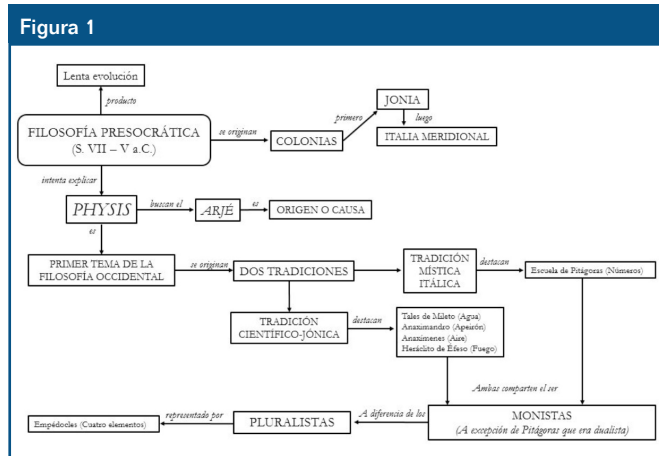 Figura 1
Lenta evolución
producto
FILOSOFÍA PRESOCRÁTICA
(S. VII – V a.C.)
se originan
COLONIAS
primero
JONIA
luego
ITALIA MERIDIONAL
intenta explicar
PHYSIS
buscan el
ARJÉ
es
ORIGEN O CAUSA
es
PRIMER TEMA DE LA
FILOSOFÍA OCCIDENTAL
se originan
DOS TRADICIONES
TRADICIÓN
MÍSTICA
ITÁLICA
destacan
Escuela de Pitágoras (Números)
TRADICIÓN
CIENTÍFICO-JÓNICA
destacan
Tales de Mileto (Agua)
Anaximandro (Apeirón)
Anaxímenes (Aire)
Heráclito de Éfeso (Fuego)
Ambas comparten el ser
MONISTAS
(A excepción de Pitágoras que era dualista)
A diferencia de los
PLURALISTAS
representado por
Empédocles (Cuatro elementos)